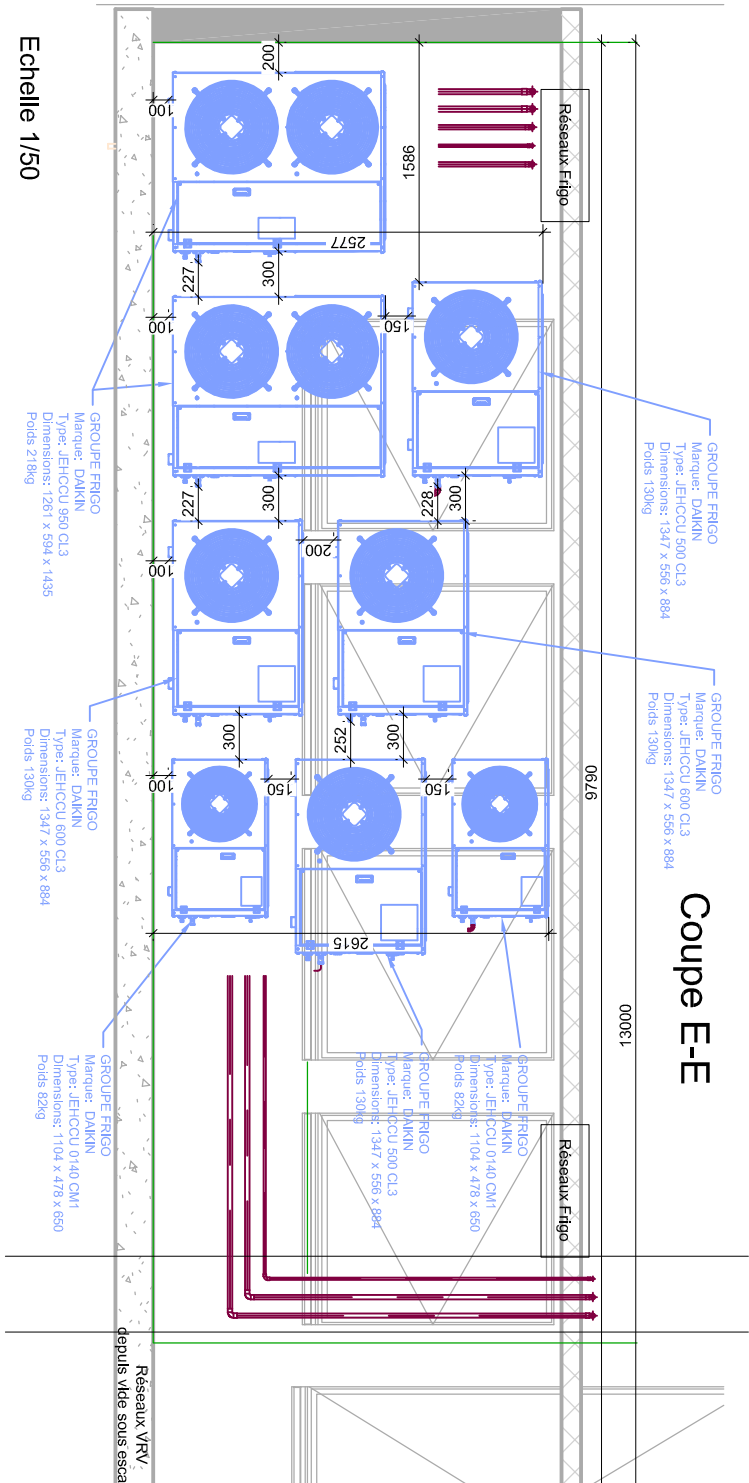 Coupe E-E
GROUPE FRIGO
Marque: DAIKIN
Type: JEHCCU 500 CL3
Dimensions: 1347 x 556 x 884
Poids 130kg
GROUPE FRIGO
Marque: DAIKIN
Type: JEHCCU 600 CL3
Dimensions: 1347 x 556 x 884
Poids 130kg
13000
9790
Réseaux Frigo
Réseaux Frigo
GROUPE FRIGO
Marque: DAIKIN
Type: JEHCCU 0140 CM1
Dimensions: 1104 x 478 x 650
Poids 82kg
GROUPE FRIGO
Marque: DAIKIN
Type: JEHCCU 500 CL3
Dimensions: 1347 x 556 x 884
Poids 130kg
1586
300
228
150
150
300
252
200
2577
2615
200
300
300
300
150
227
227
100
100
100
100
GROUPE FRIGO
Marque: DAIKIN
Type: JEHCCU 950 CL3
Dimensions: 1261 x 594 x 1435
Poids 218kg
GROUPE FRIGO
Marque: DAIKIN
Type: JEHCCU 600 CL3
Dimensions: 1347 x 556 x 884
Poids 130kg
GROUPE FRIGO
Marque: DAIKIN
Type: JEHCCU 0140 CM1
Dimensions: 1104 x 478 x 650
Poids 82kg
Réseaux VRV
depuis vide sous esca
Echelle 1/50